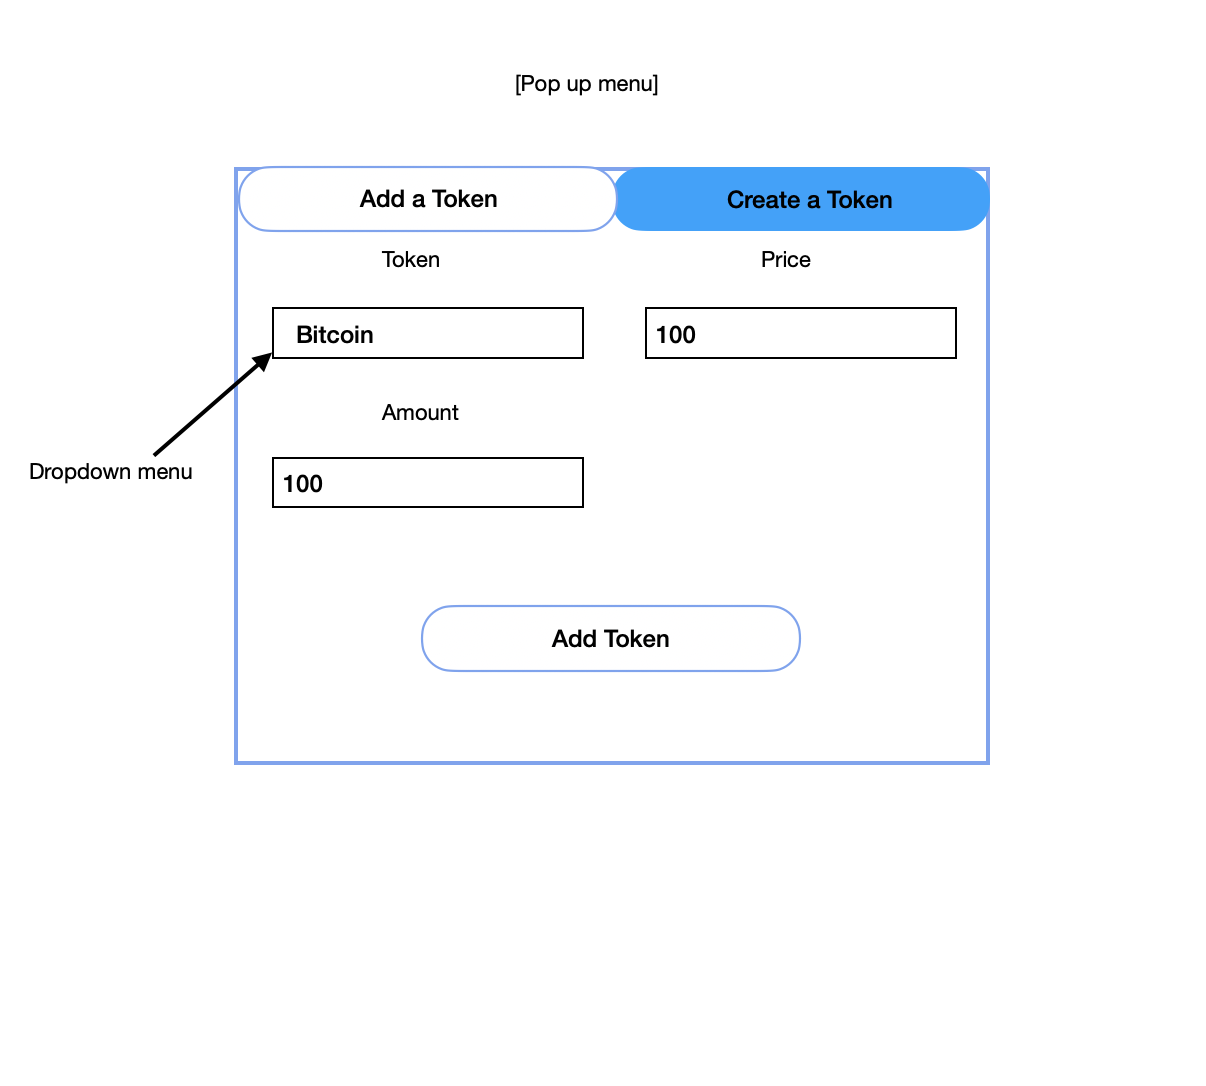 [Pop up menu]
Add a Token
Create a Token
Token
Price
Bitcoin
100
Amount
Dropdown menu
100
Add Token